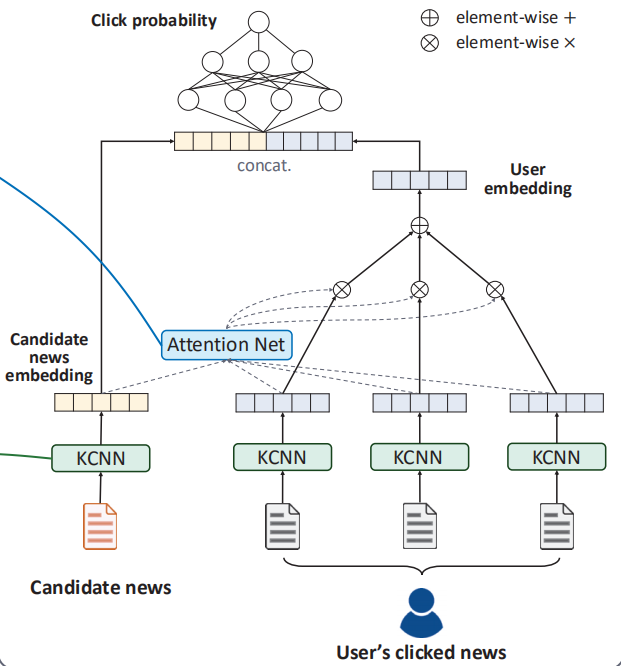 Click probability
element-wise +
element-wise ×
concat.
User
embedding
Attention Net
Candidate
news
embedding
KCNN
KCNN
KCNN
KCNN
Candidate news
User's clicked news